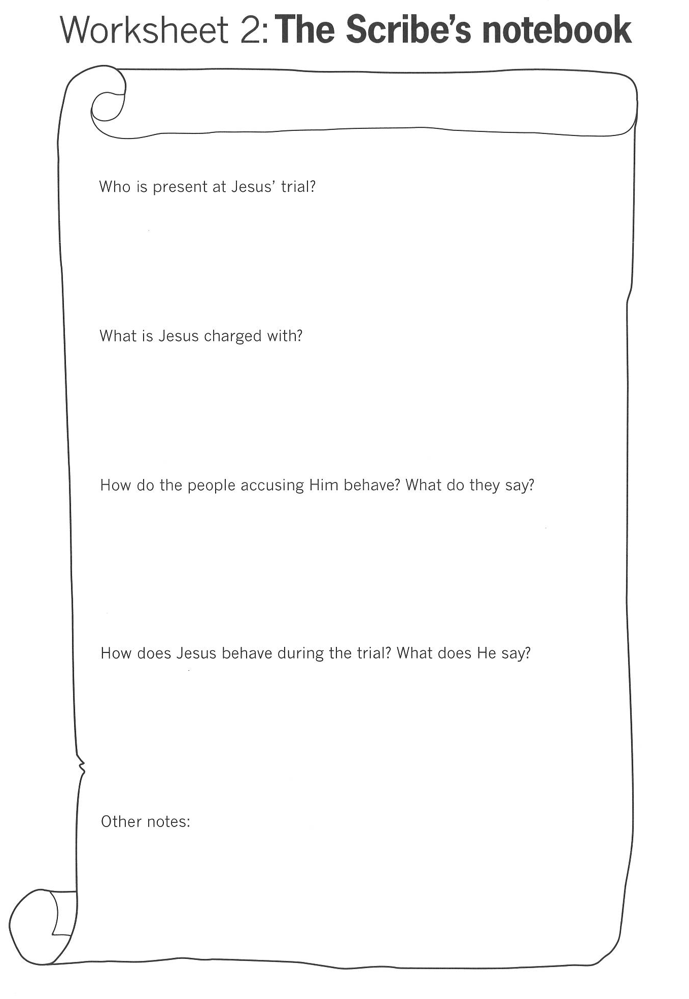 Worksheet 2: The Scribe’s notebook
Who is present at Jesus’ trial?
What is Jesus charged with?
How do the people accusing Him behave? What do they say?
How does Jesus behave during the trial? What does He say?
Other notes: